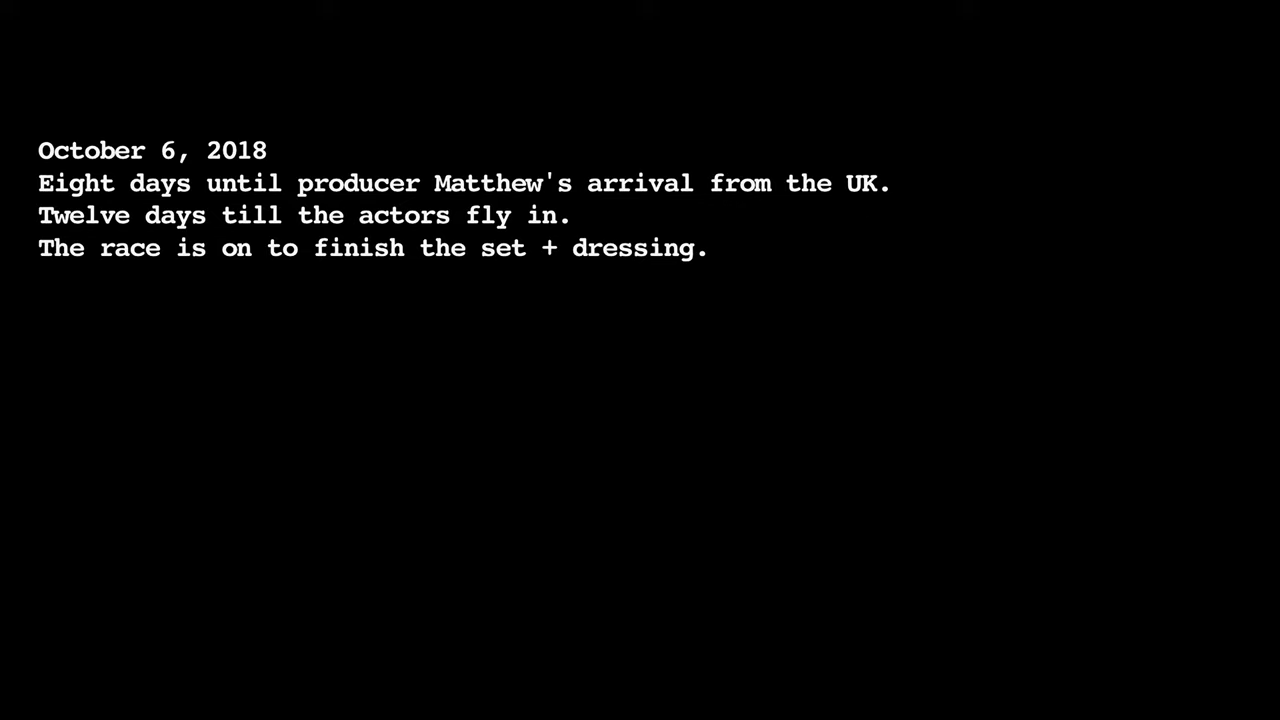 October 6, 2018
Eight days until producer Matthew's arrival from the UK.
Twelve days till the actors fly in.
The race is on to finish the set + dressing.